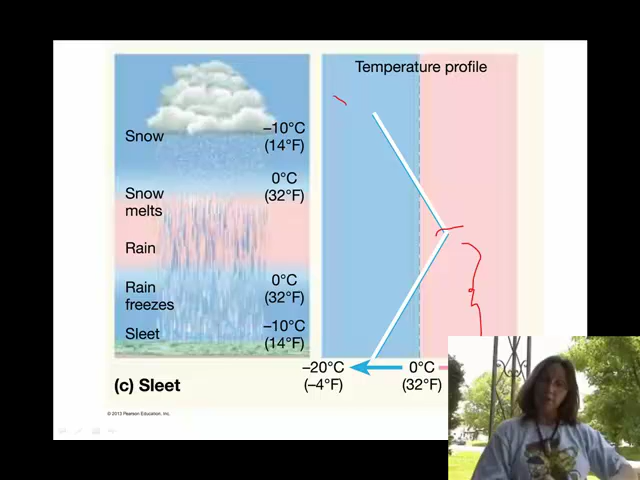 Temperature profile
Snow
–10°C
(14°F)
0°C
(32°F)
Snow
melts
Rain
Rain
freezes
0°C
(32°F)
Sleet
–10°C
(14°F)
–20°C
(–4°F)
0°C
(32°F)
(c) Sleet
© 2013 Pearson Education, Inc.